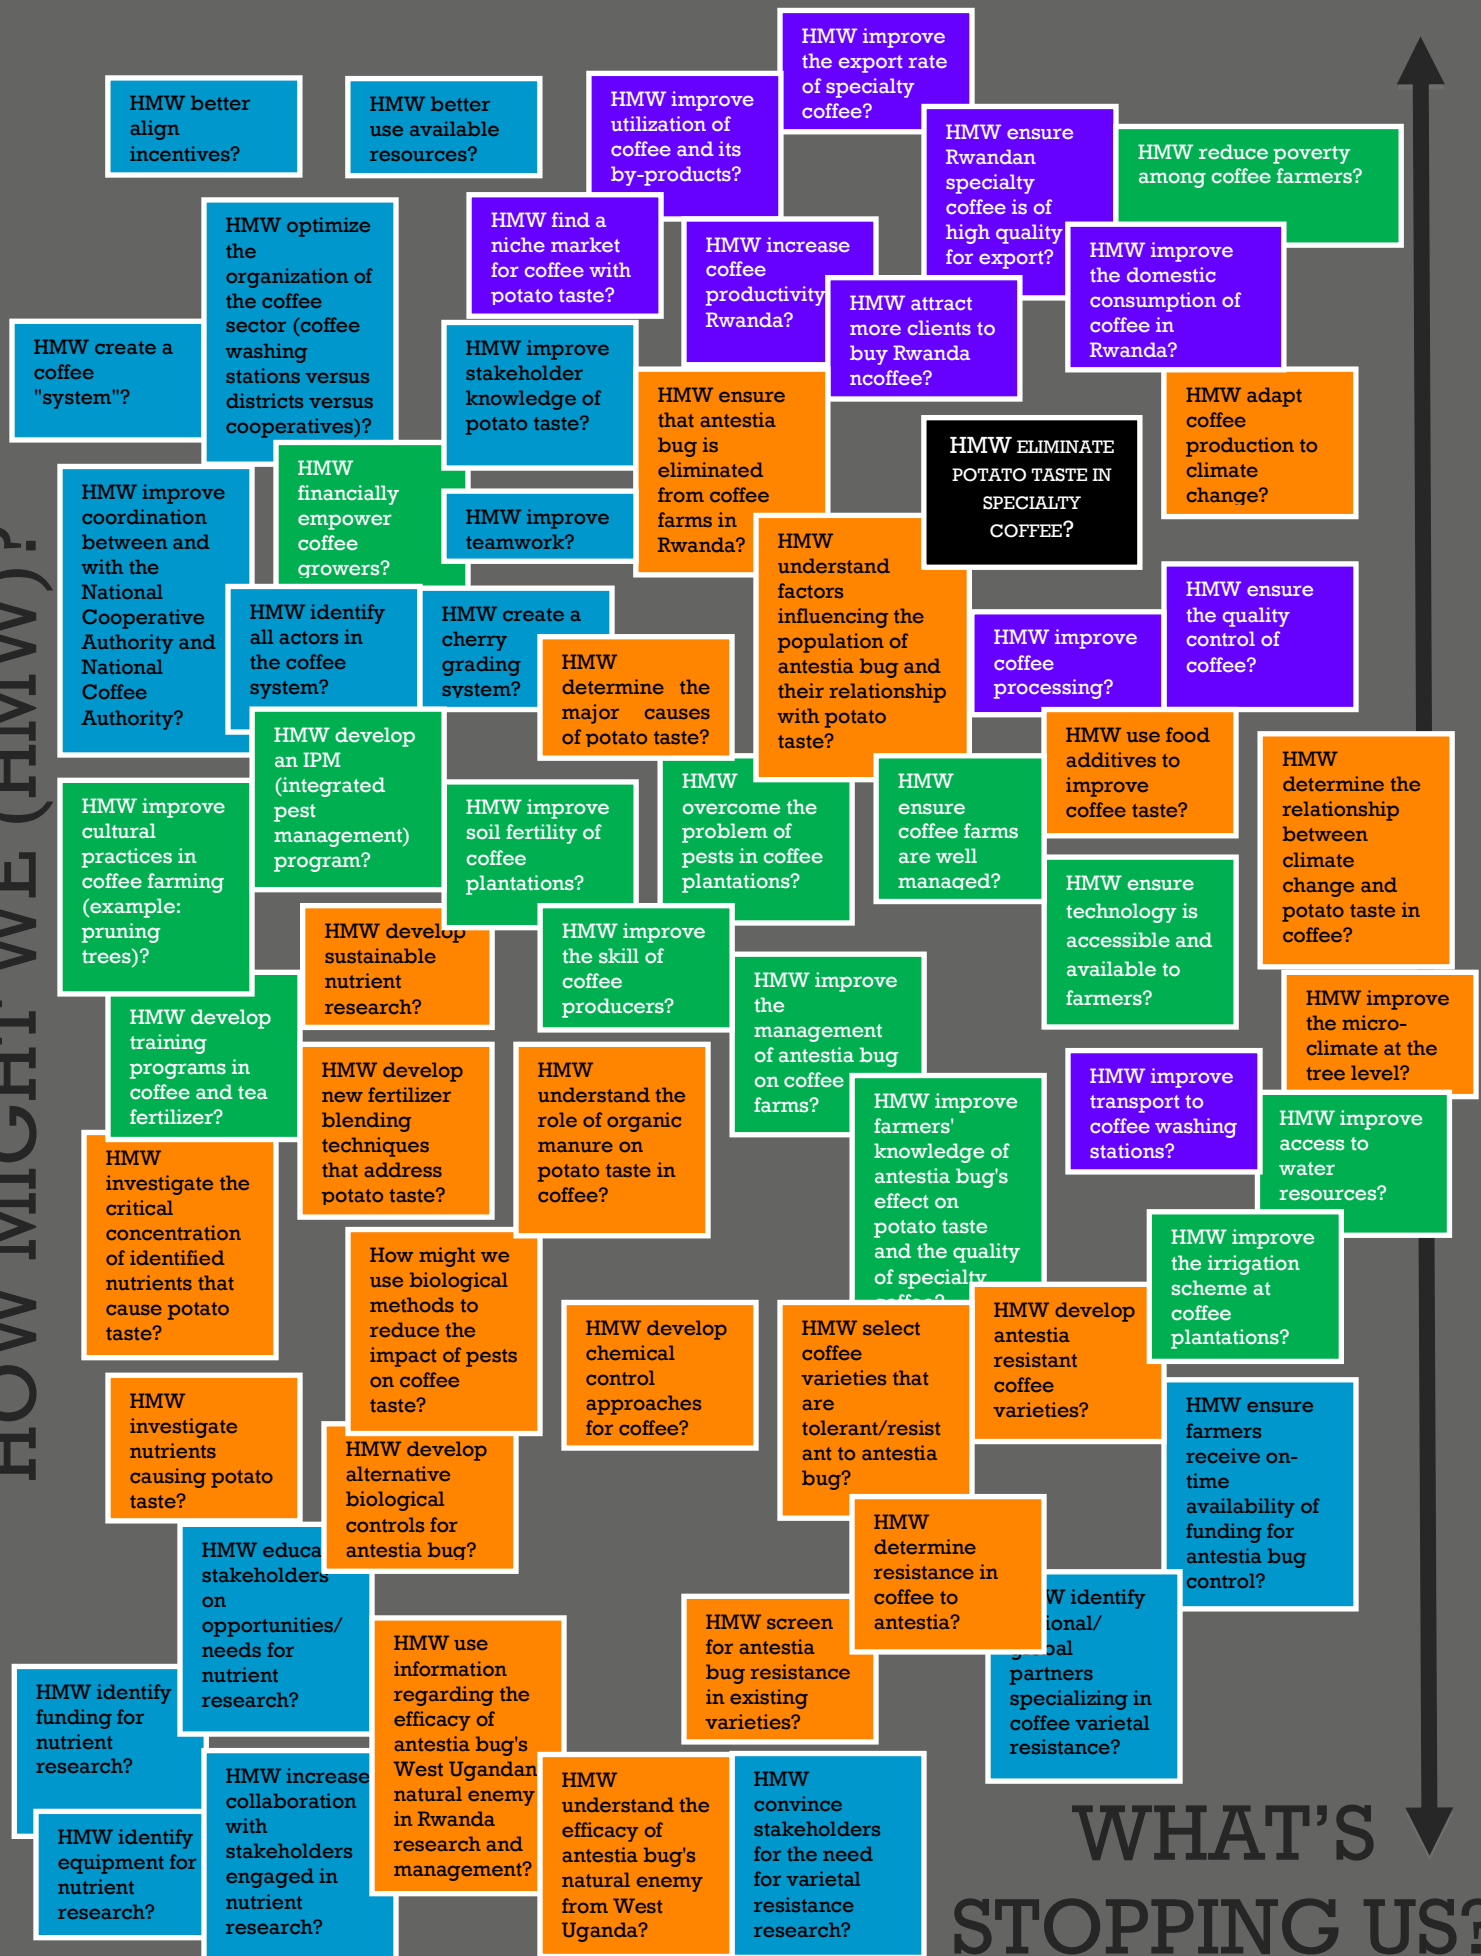 HMW improve
the export rate
of specialty
coffee?
HMW better
align
incentives?
HMW better
use available
resources?
HMW improve
utilization of
coffee and its
by-products?
HMW ensure
Rwandan
specialty
coffee is of
high quality
for export?
HMW reduce poverty
among coffee farmers?
HMW optimize
the
organization of
the coffee
sector (coffee
washing
stations versus
districts versus
cooperatives)?
HMW find a
niche market
for coffee with
potato taste?
HMW increase
coffee
productivity
Rwanda?
HMW improve
the domestic
consumption of
coffee in
Rwanda?
HMW attract
more clients to
buy Rwanda
ncoffee?
HMW create a
coffee
"system"?
HMW improve
stakeholder
knowledge of
potato taste?
HMW ensure
that antestia
bug is
eliminated
from coffee
farms in
Rwanda?
HMW adapt
coffee
production to
climate
change?
HMW ELIMINATE
POTATO TASTE IN
SPECIALTY
COFFEE?
HMW
financially
empower
coffee
growers?
HMW improve
coordination
between and
with the
National
Cooperative
Authority and
National
Coffee
Authority?
HMW improve
teamwork?
HMW
understand
factors
influencing the
population of
antestia bug and
their relationship
with potato
taste?
HMW ensure
the quality
control of
coffee?
HMW identify
all actors in
the coffee
system?
HMW create a
cherry
grading
system?
HMW improve
coffee
processing?
HMW
determine the
major causes
of potato taste?
HMW develop
an IPM
(integrated
pest
management)
program?
HMW use food
additives to
improve
coffee taste?
HMW
determine the
relationship
between
climate
change and
potato taste in
coffee?
HMW improve
cultural
practices in
coffee farming
(example:
pruning
trees)?
HMW improve
soil fertility of
coffee
plantations?
HMW
overcome the
problem of
pests in coffee
plantations?
HMW
ensure
coffee farms
are well
managed?
HMW ensure
technology is
accessible and
available to
farmers?
HMW develop
sustainable
nutrient
research?
HMW improve
the skill of
coffee
producers?
HMW improve
the
management
of antestia bug
on coffee
farms?
HMW improve
the micro-
climate at the
tree level?
HMW develop
training
programs in
coffee and tea
fertilizer?
HMW develop
new fertilizer
blending
techniques
that address
potato taste?
HMW
understand the
role of organic
manure on
potato taste in
coffee?
HMW improve
transport to
coffee washing
stations?
HMW improve
farmers'
knowledge of
antestia bug's
effect on
potato taste
and the quality
of specialty
coffee?
HMW improve
access to
water
resources?
HMW
investigate the
critical
concentration
of identified
nutrients that
cause potato
taste?
HMW improve
the irrigation
scheme at
coffee
plantations?
How might we
use biological
methods to
reduce the
impact of pests
on coffee
taste?
HMW develop
chemical
control
approaches
for coffee?
HMW select
coffee
varieties that
are
tolerant/resist
ant to antestia
bug?
HMW develop
antestia
resistant
coffee
varieties?
HMW
investigate
nutrients
causing potato
taste?
HMW ensure
farmers
receive on-
time
availability of
funding for
antestia bug
control?
HMW develop
alternative
biological
controls for
antestia bug?
HMW
determine
resistance in
coffee to
antestia?
HMW educa
stakeholders
on
opportunities/
needs for
nutrient
research?
identify
partners
specializing in
coffee varietal
resistance?
HMW screen
for antestia
bug resistance
in existing
varieties?
HMW use
information
regarding the
efficacy of
antestia bug's
West Ugandan
natural enemy
in Rwanda
research and
management?
HMW identify
funding for
nutrient
research?
HMW increase
collaboration
with
stakeholders
engaged in
nutrient
research?
HMW
understand the
efficacy of
antestia bug's
natural enemy
from West
Uganda?
HMW
convince
stakeholders
for the need
for varietal
resistance
research?
HMW identify
equipment for
nutrient
research?
HOW MIGHT WE (HMW)?
WHAT'S
STOPPING US?